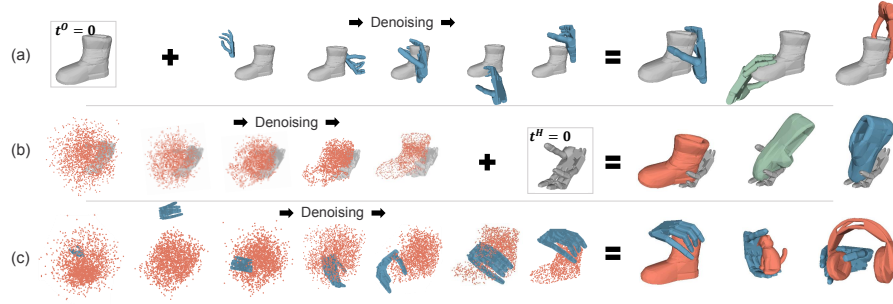 t^O = 0
➡ Denoising ➡
(a)
+
=
➡ Denoising ➡
t^H = 0
(b)
+
=
➡ Denoising ➡
(c)
=